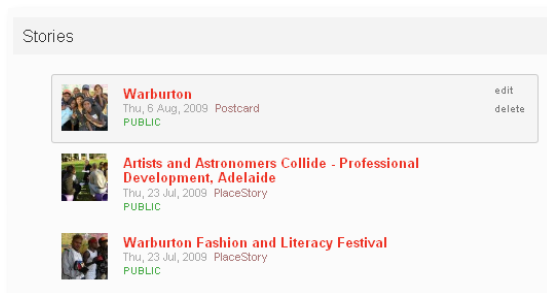 Stories
Warburton
Thu, 6 Aug, 2009 Postcard
PUBLIC
edit
delete
Artists and Astronomers Collide - Professional
Development, Adelaide
Thu, 23 Jul, 2009 PlaceStory
PUBLIC
Warburton Fashion and Literacy Festival
Thu, 23 Jul, 2009 PlaceStory
PUBLIC